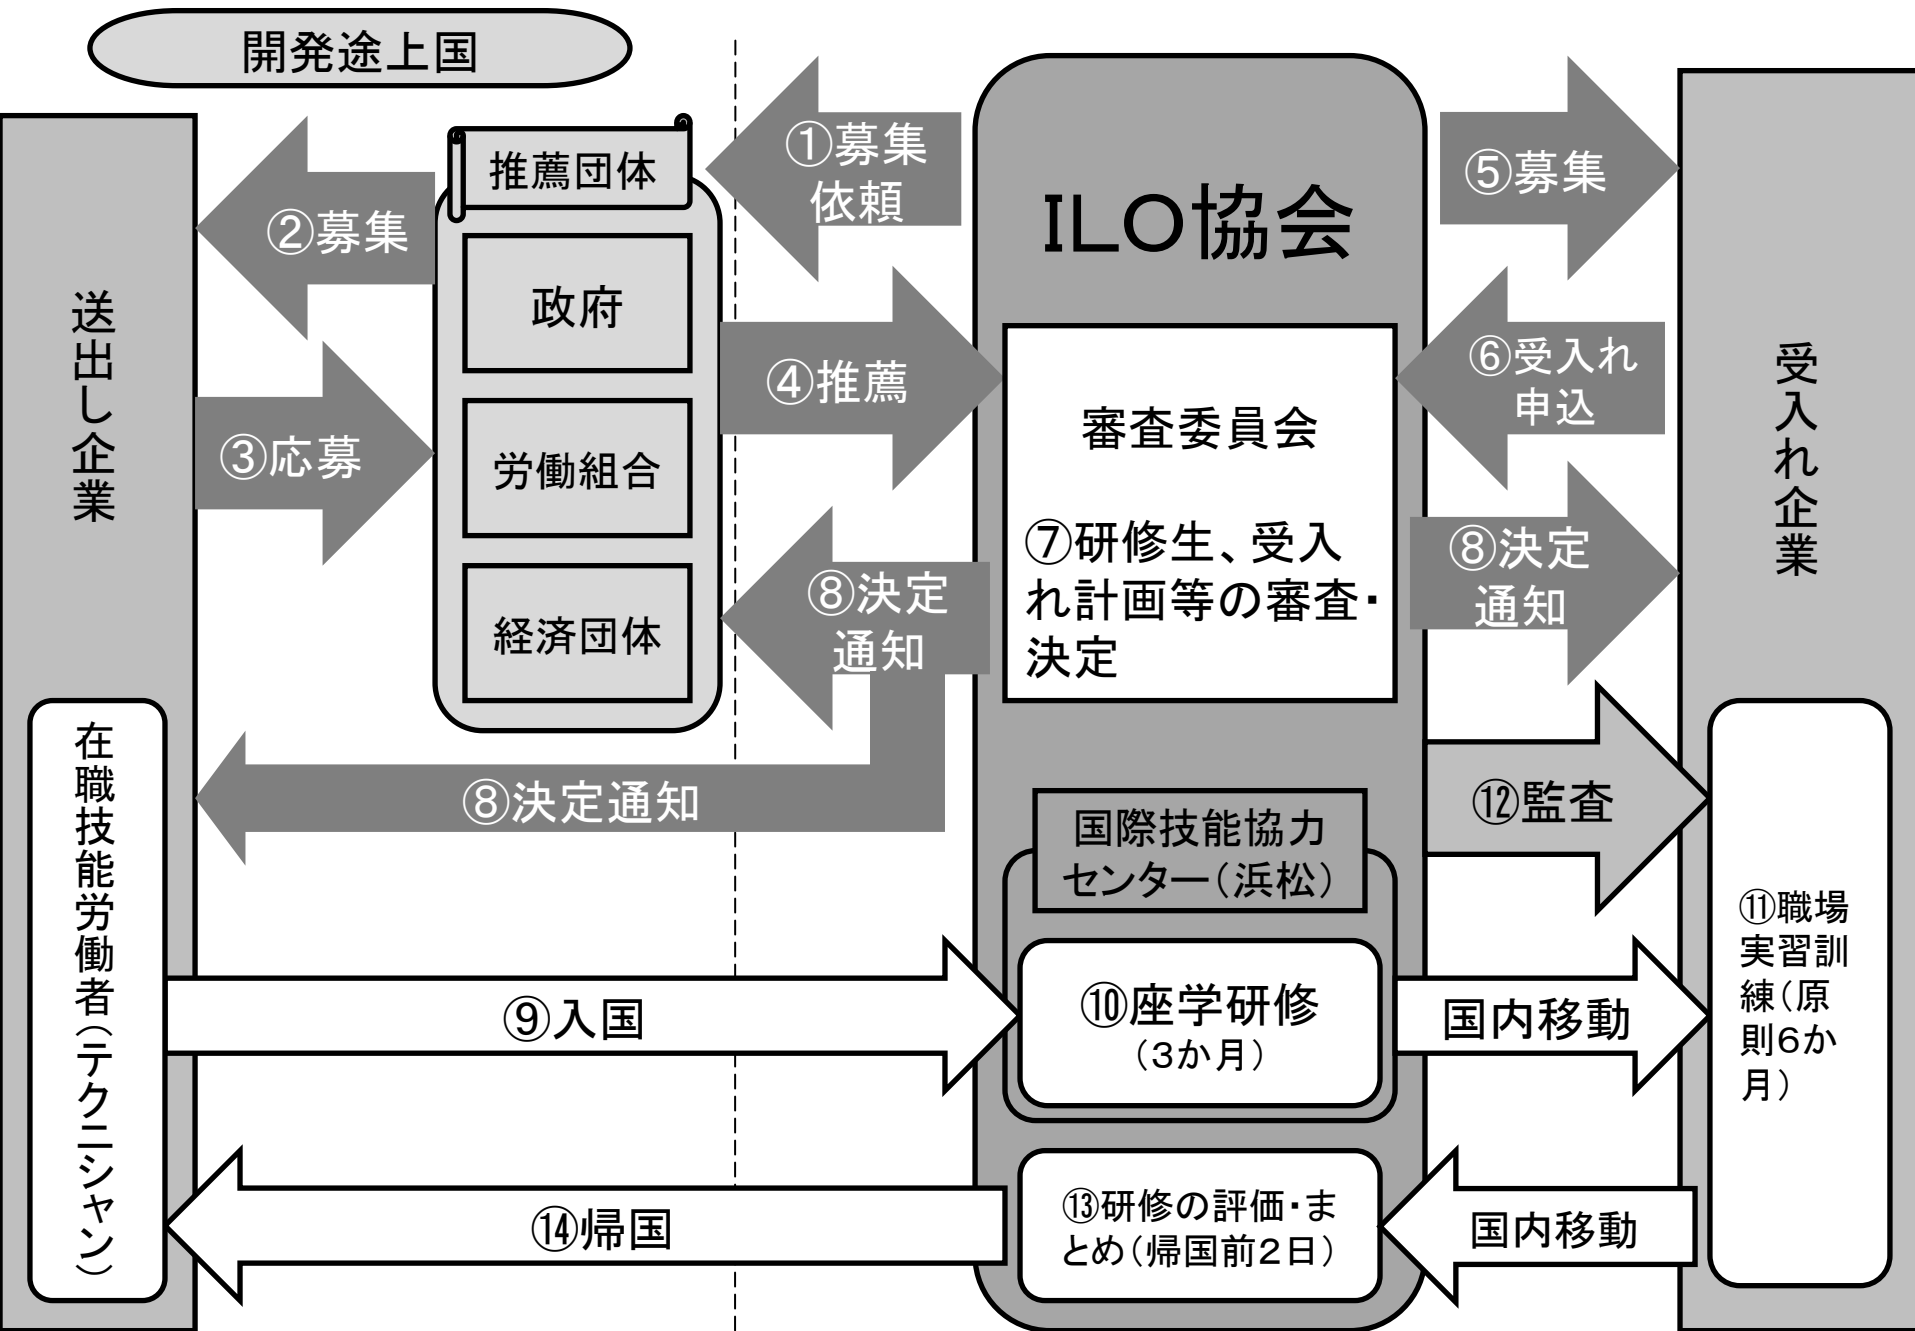 開発途上国
送出し企業
在職技能労働者（テクニシャン）
②募集
③応募
推薦団体
政府
労働組合
経済団体
①募集
依頼
④推薦
⑧決定
通知
⑧決定通知
ILO協会
審査委員会
⑦研修生、受入
れ計画等の審査・
決定
⑤募集
⑥受入れ
申込
⑧決定
通知
⑫監査
受入れ企業
国際技能協力
センター（浜松）
⑨入国
⑩座学研修
（3か月）
国内移動
⑪職場
実習訓
練（原
則6か
月）
⑭帰国
⑬研修の評価・ま
とめ（帰国前2日）
国内移動